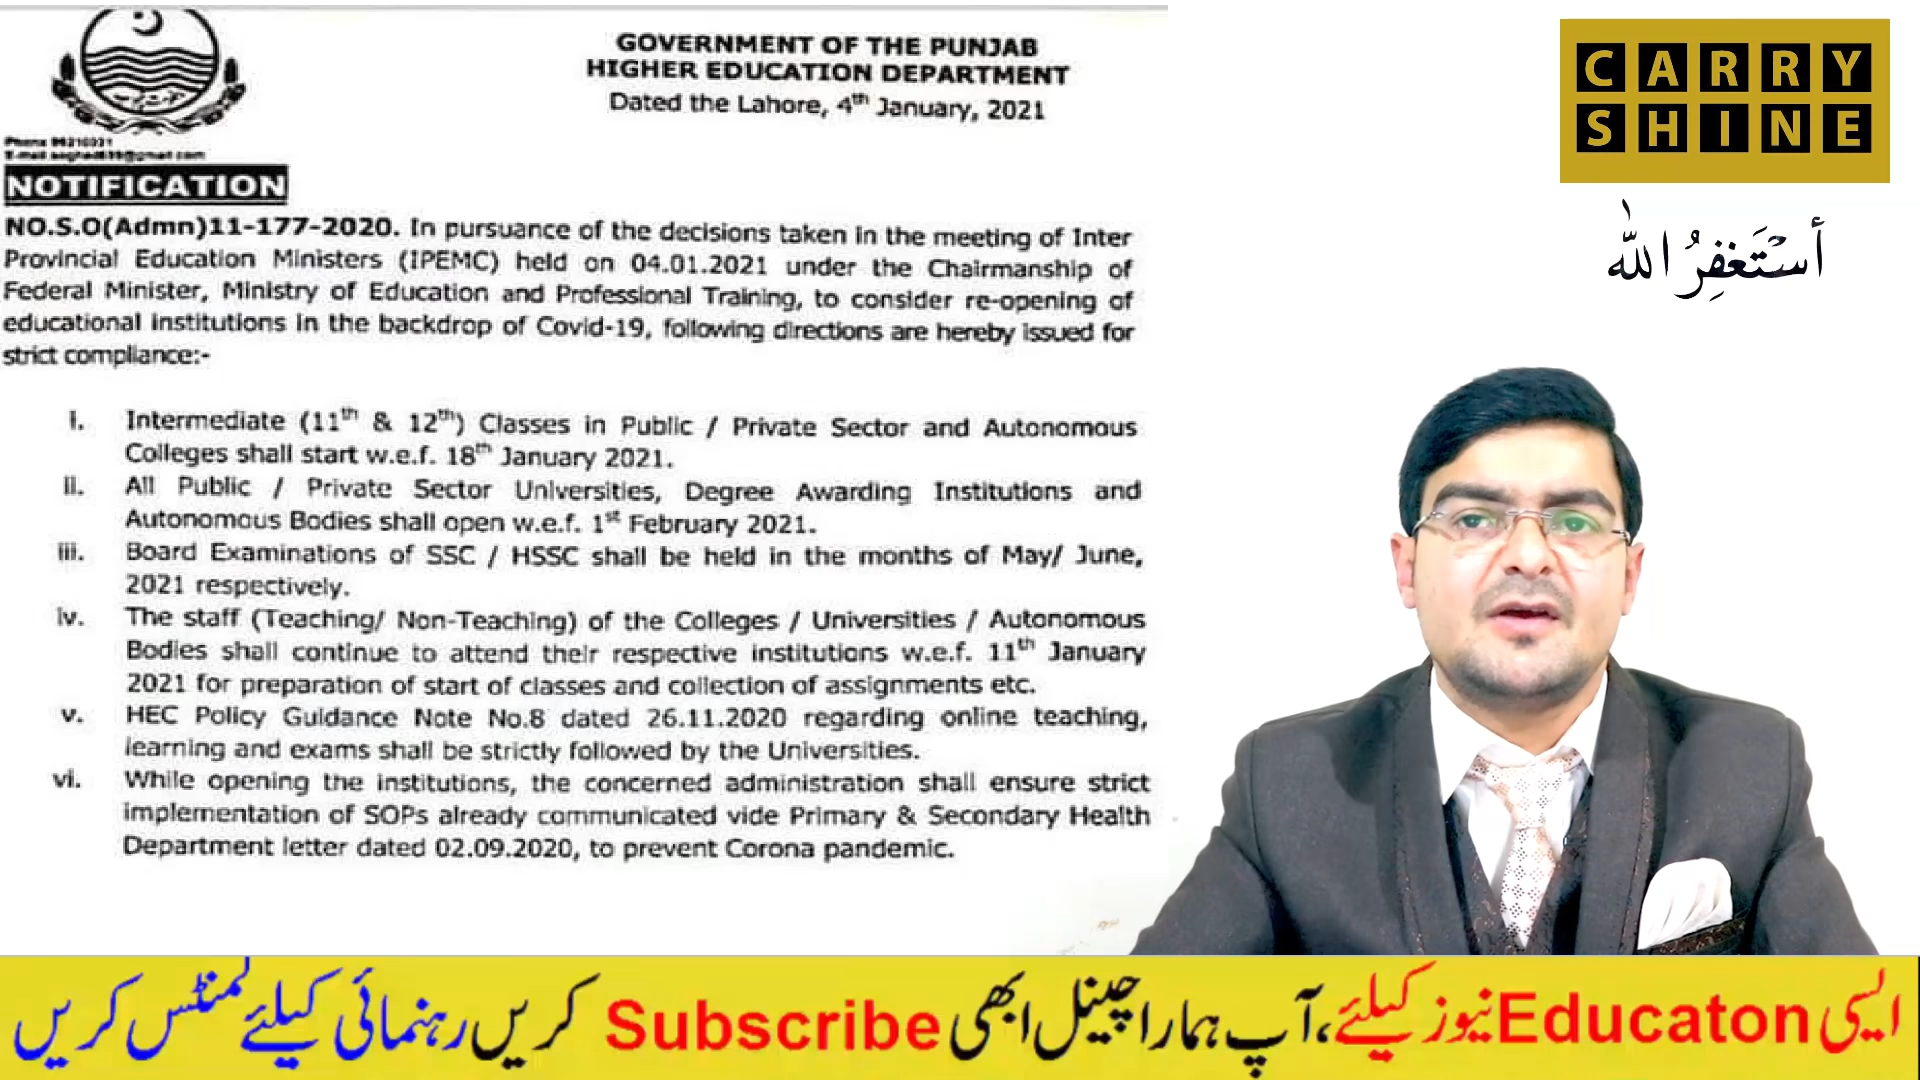 GOVERNMENT OF THE PUNJAB
HIGHER EDUCATION DEPARTMENT
Dated the Lahore, 4th January, 2021
NOTIFICATION
NO.S.O(Admn)11-177-2020. In pursuance of the decisions taken in the meeting of Inter
Provincial Education Ministers (IPEMC) held on 04.01.2021 under the Chairmanship of
Federal Minister, Ministry of Education and Professional Training, to consider re-opening of
educational institutions in the backdrop of Covid-19, following directions are hereby issued for
strict compliance:-
i. Intermediate (11th & 12th) Classes in Public / Private Sector and Autonomous
Colleges shall start w.e.f. 18th January 2021.
ii. All Public / Private Sector Universities, Degree Awarding Institutions and
Autonomous Bodies shall open w.e.f. 1st February 2021.
iii. Board Examinations of SSC / HSSC shall be held in the months of May/ June,
2021 respectively.
iv. The staff (Teaching/ Non-Teaching) of the Colleges / Universities / Autonomous
Bodies shall continue to attend their respective institutions w.e.f. 11th January
2021 for preparation of start of classes and collection of assignments etc.
v. HEC Policy Guidance Note No.8 dated 26.11.2020 regarding online teaching,
learning and exams shall be strictly followed by the Universities.
vi. While opening the institutions, the concerned administration shall ensure strict
implementation of SOPs already communicated vide Primary & Secondary Health
Department letter dated 02.09.2020, to prevent Corona pandemic.
CARRY
SHINE
أَسْتَغْفِرُ اللّٰه
ایسی Educaton نیوز کیلئے، آپ ہمارا چینل ابھی Subscribe کریں رہنمائی کیلئے کمنٹس کریں